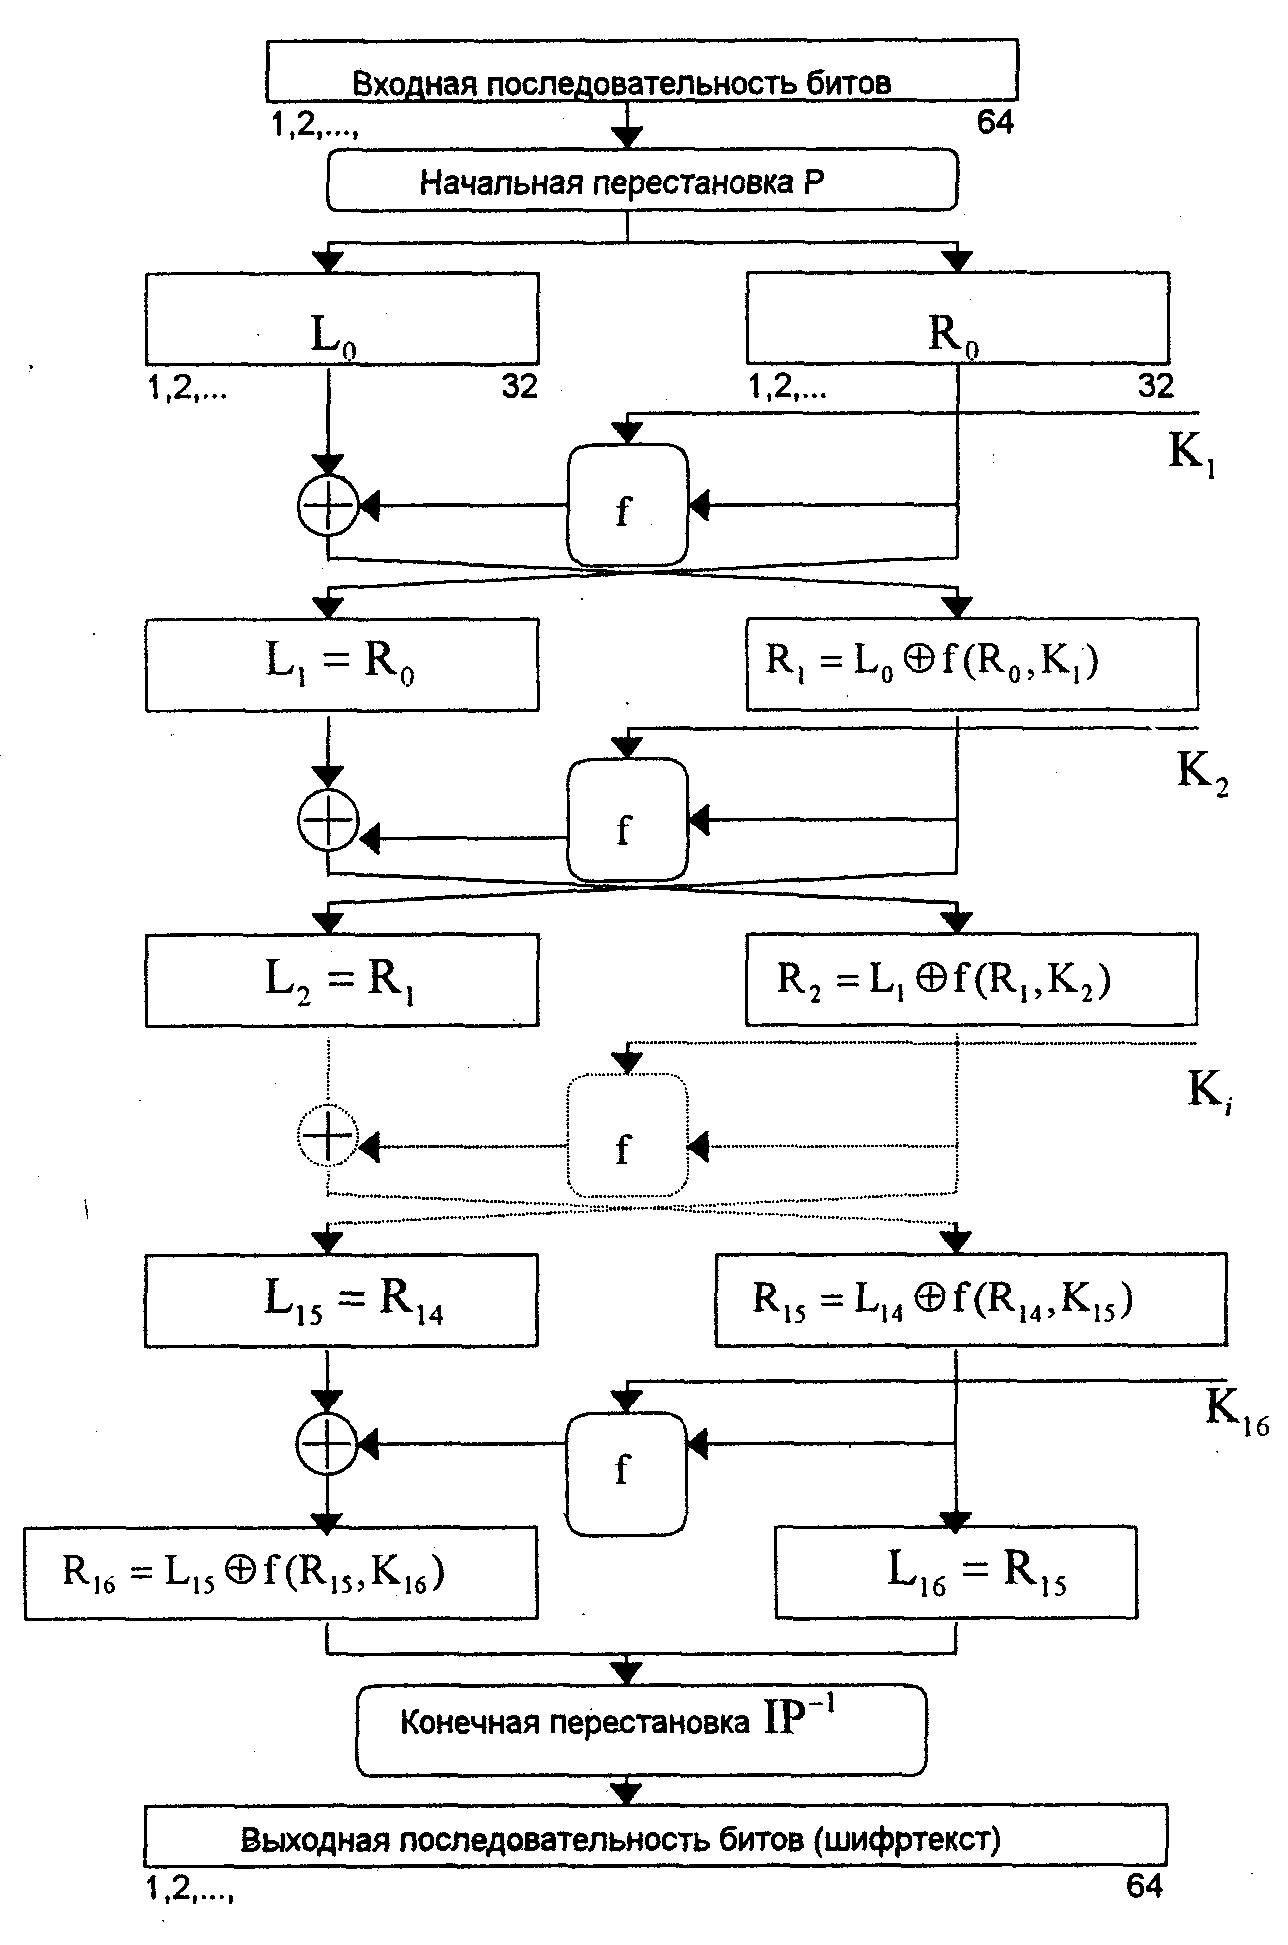 Входная последовательность битов
1,2,..., 64
Начальная перестановка P
L₀ R₀
1,2,... 32 1,2,... 32
K₁
f
L₁ = R₀ R₁ = L₀ ⊕ f(R₀, K₁)
K₂
f
L₂ = R₁ R₂ = L₁ ⊕ f(R₁, K₂)
Kᵢ
f
L₁₅ = R₁₄ R₁₅ = L₁₄ ⊕ f(R₁₄, K₁₅)
K₁₆
f
R₁₆ = L₁₅ ⊕ f(R₁₅, K₁₆) L₁₆ = R₁₅
Конечная перестановка IP⁻¹
Выходная последовательность битов (шифртекст)
1,2,..., 64